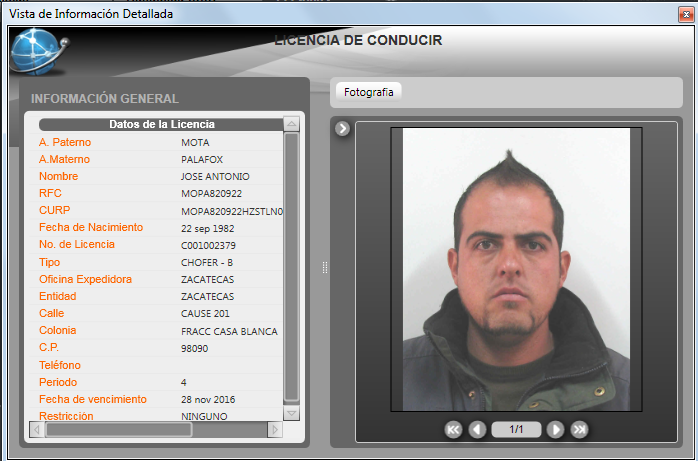 Vista de Información Detallada
LICENCIA DE CONDUCIR
INFORMACIÓN GENERAL
Fotografia
Datos de la Licencia
A. Paterno MOTA
A.Materno PALAFOX
Nombre JOSE ANTONIO
RFC MOPA820922
CURP MOPA820922HZSTLN0
Fecha de Nacimiento 22 sep 1982
No. de Licencia C001002379
Tipo CHOFER - B
Oficina Expedidora ZACATECAS
Entidad ZACATECAS
Calle CAUSE 201
Colonia FRACC CASA BLANCA
C.P. 98090
Teléfono
Periodo 4
Fecha de vencimiento 28 nov 2016
Restricción NINGUNO
1/1